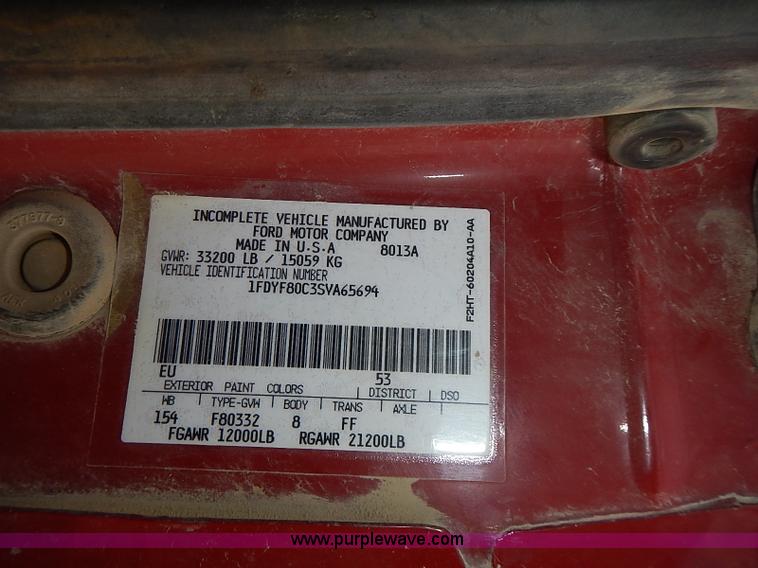 377877-S
INCOMPLETE VEHICLE MANUFACTURED BY
FORD MOTOR COMPANY
MADE IN U.S.A 8013A
GVWR: 33200 LB / 15059 KG
VEHICLE IDENTIFICATION NUMBER
1FDYF80C3SVA65694
F2HT-60204A10-AA
EU 53
EXTERIOR PAINT COLORS DISTRICT DSO
WB TYPE-GVW BODY TRANS AXLE
154 F80332 8 FF
FGAWR 12000LB RGAWR 21200LB
www.purplewave.com